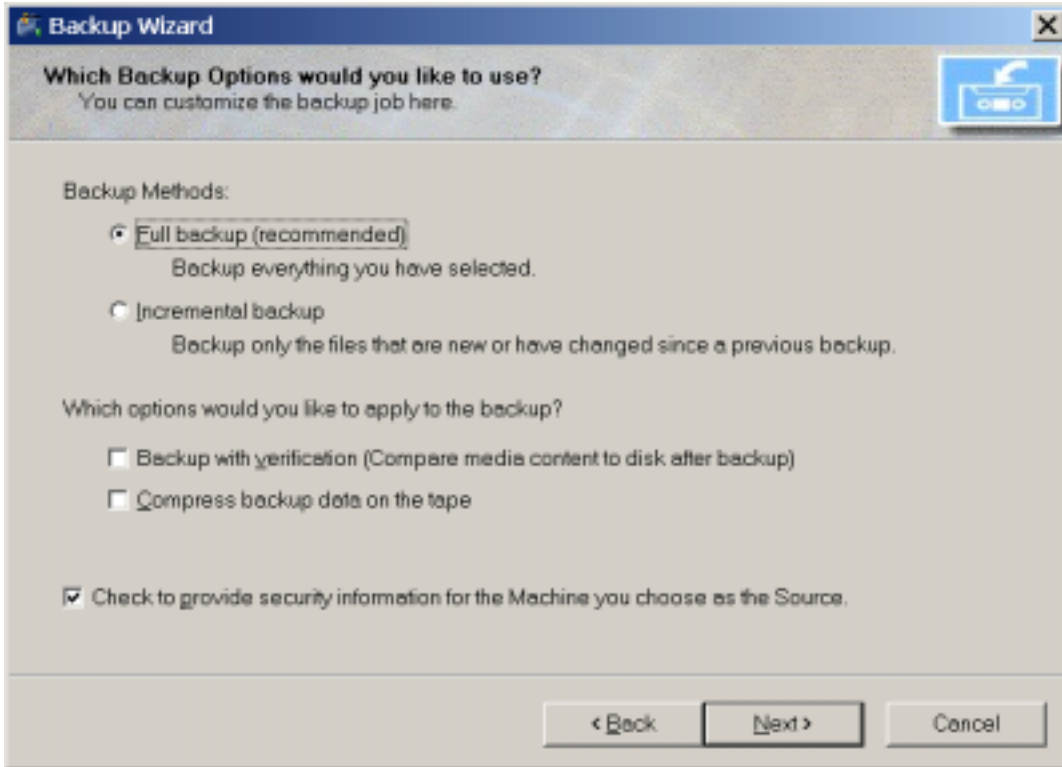 Backup Wizard
Which Backup Options would you like to use?
You can customize the backup job here.
Backup Methods:
Full backup (recommended)
Backup everything you have selected.
Incremental backup
Backup only the files that are new or have changed since a previous backup.
Which options would you like to apply to the backup?
Backup with verification (Compare media content to disk after backup)
Compress backup data on the tape
Check to provide security information for the Machine you choose as the Source.
< Back Next > Cancel